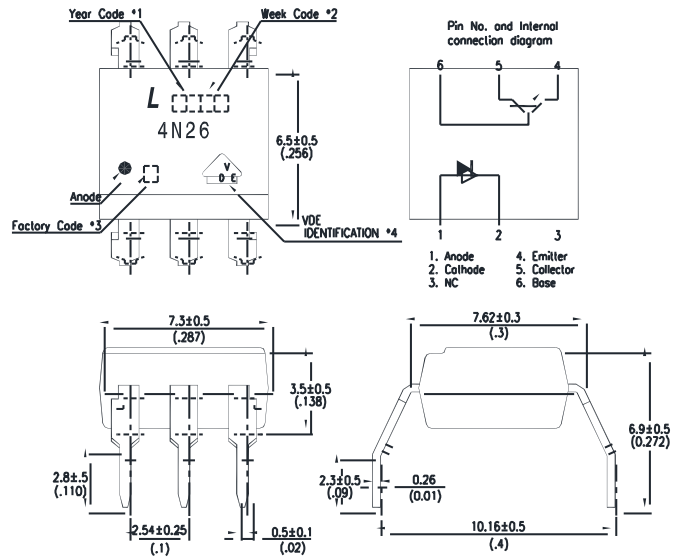 Year Code *1
Week Code *2
L
4N26
Anode
Factory Code *3
V
D E
6.5±0.5
(.256)
VDE
IDENTIFICATION *4
Pin No. and Internal
connection diagram
6 5 4
1 2 3
1. Anode
2. Cathode
3. NC
4. Emitter
5. Collector
6. Base
7.3±0.5
(.287)
3.5±0.5
(.138)
2.8±.5
(.110)
2.54±0.25
(.1)
0.5±0.1
(.02)
7.62±0.3
(.3)
6.9±0.5
(0.272)
2.3±0.5
(.09)
0.26
(0.01)
10.16±0.5
(.4)